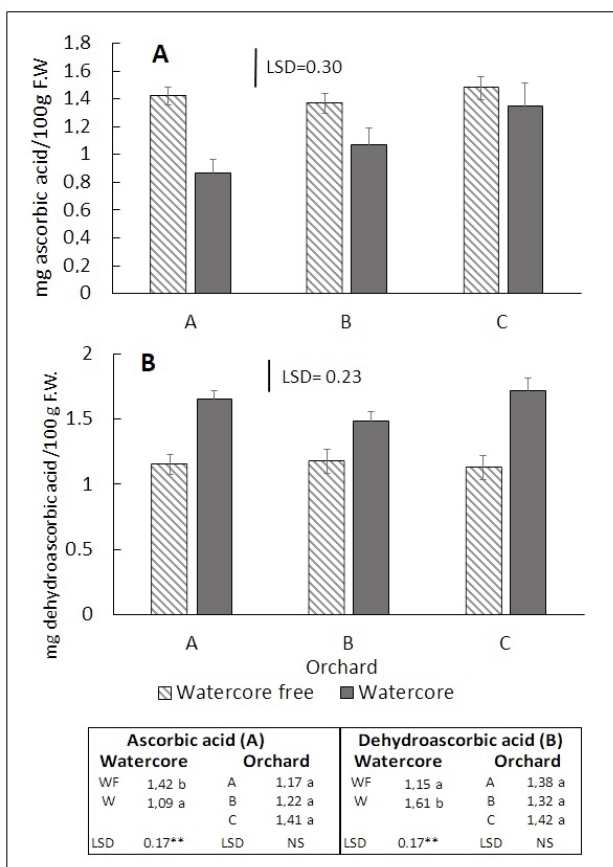 A
LSD=0.30
mg ascorbic acid/100g F.W
1.8
1.6
1.4
1.2
1
0.8
0.6
0.4
0.2
0
A B C
B
LSD= 0.23
mg dehydroascorbic acid /100g F.W.
2
1.5
1
0.5
0
A B C
Orchard
Watercore free Watercore
Ascorbic acid (A) Dehydroascorbic acid (B)
Watercore Orchard Watercore Orchard
WF 1,42 b A 1,17 a WF 1,15 a A 1,38 a
W 1,09 a B 1,22 a W 1,61 b B 1,32 a
C 1,41 a C 1,42 a
LSD 0.17** LSD NS LSD 0.17** LSD NS